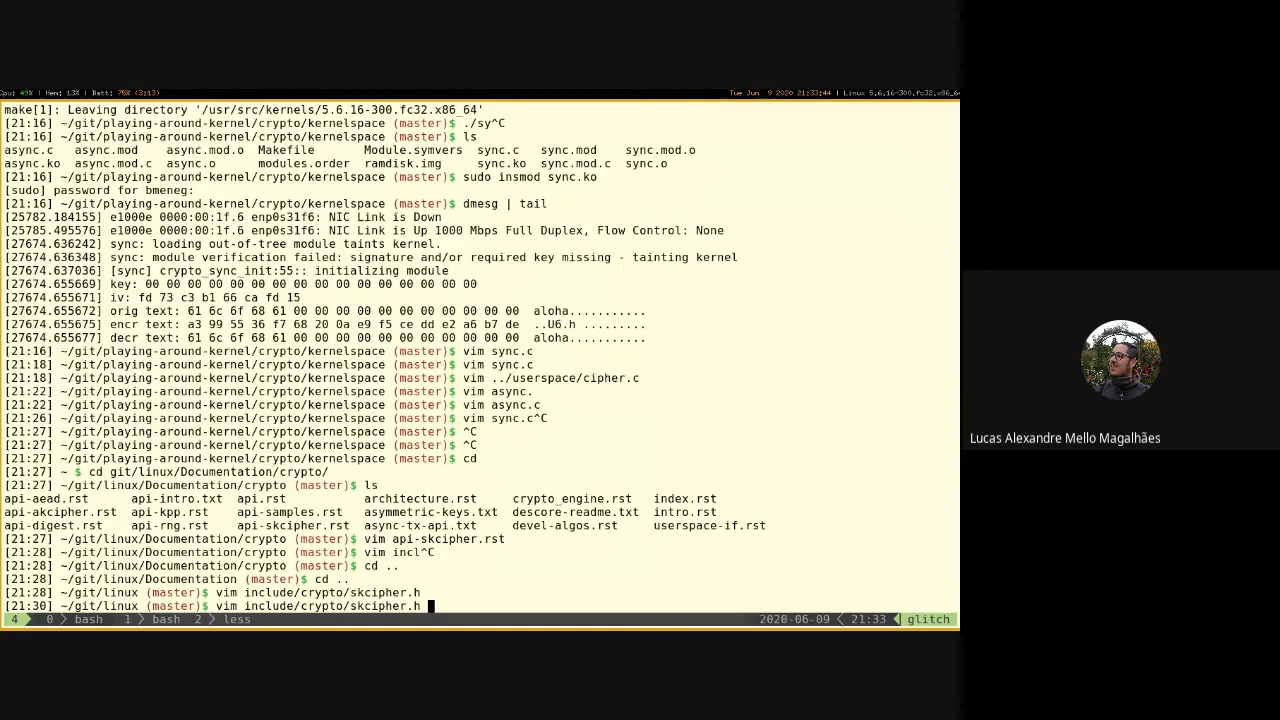 Cpu: 49% | Mem: 13% | Batt: 75% (3:13)
Tue Jun 9 2020 21:33:44 | Linux 5.6.16-300.fc32.x86_64
make[1]: Leaving directory '/usr/src/kernels/5.6.16-300.fc32.x86_64'
[21:16] ~/git/playing-around-kernel/crypto/kernelspace (master)$ ./sy^C
[21:16] ~/git/playing-around-kernel/crypto/kernelspace (master)$ ls
async.c async.mod async.mod.o Makefile Module.symvers sync.c sync.mod sync.mod.o
async.ko async.mod.c async.o modules.order ramdisk.img sync.ko sync.mod.c sync.o
[21:16] ~/git/playing-around-kernel/crypto/kernelspace (master)$ sudo insmod sync.ko
[sudo] password for bmeneg:
[21:16] ~/git/playing-around-kernel/crypto/kernelspace (master)$ dmesg | tail
[25782.184155] e1000e 0000:00:1f.6 enp0s31f6: NIC Link is Down
[25785.495576] e1000e 0000:00:1f.6 enp0s31f6: NIC Link is Up 1000 Mbps Full Duplex, Flow Control: None
[27674.636242] sync: loading out-of-tree module taints kernel.
[27674.636348] sync: module verification failed: signature and/or required key missing - tainting kernel
[27674.637036] [sync] crypto_sync_init:55:: initializing module
[27674.655669] key: 00 00 00 00 00 00 00 00 00 00 00 00 00 00 00 00
[27674.655671] iv: fd 73 c3 b1 66 ca fd 15
[27674.655672] orig text: 61 6c 6f 68 61 00 00 00 00 00 00 00 00 00 00 00 aloha...........
[27674.655675] encr text: a3 99 55 36 f7 68 20 0a e9 f5 ce dd e2 a6 b7 de ..U6.h .........
[27674.655677] decr text: 61 6c 6f 68 61 00 00 00 00 00 00 00 00 00 00 00 aloha...........
[21:16] ~/git/playing-around-kernel/crypto/kernelspace (master)$ vim sync.c
[21:18] ~/git/playing-around-kernel/crypto/kernelspace (master)$ vim sync.c
[21:18] ~/git/playing-around-kernel/crypto/kernelspace (master)$ vim ../userspace/cipher.c
[21:22] ~/git/playing-around-kernel/crypto/kernelspace (master)$ vim async.
[21:22] ~/git/playing-around-kernel/crypto/kernelspace (master)$ vim async.c
[21:26] ~/git/playing-around-kernel/crypto/kernelspace (master)$ vim sync.c^C
[21:27] ~/git/playing-around-kernel/crypto/kernelspace (master)$ ^C
[21:27] ~/git/playing-around-kernel/crypto/kernelspace (master)$ ^C
[21:27] ~/git/playing-around-kernel/crypto/kernelspace (master)$ cd
[21:27] ~ $ cd git/linux/Documentation/crypto/
[21:27] ~/git/linux/Documentation/crypto (master)$ ls
api-aead.rst api-intro.txt api.rst architecture.rst crypto_engine.rst index.rst
api-akcipher.rst api-kpp.rst api-samples.rst asymmetric-keys.txt descore-readme.txt intro.rst
api-digest.rst api-rng.rst api-skcipher.rst async-tx-api.txt devel-algos.rst userspace-if.rst
[21:27] ~/git/linux/Documentation/crypto (master)$ vim api-skcipher.rst
[21:28] ~/git/linux/Documentation/crypto (master)$ vim incl^C
[21:28] ~/git/linux/Documentation/crypto (master)$ cd ..
[21:28] ~/git/linux/Documentation (master)$ cd ..
[21:28] ~/git/linux (master)$ vim include/crypto/skcipher.h
[21:30] ~/git/linux (master)$ vim include/crypto/skcipher.h
4 0 > bash 1 > bash 2 > less 2020-06-09 < 21:33 glitch
Lucas Alexandre Mello Magalhães